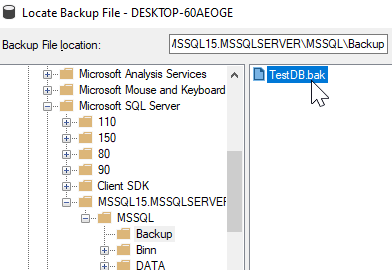 Locate Backup File - DESKTOP-60AEOGE
Backup File location:
MSSQL15.MSSQLSERVER\MSSQL\Backup
Microsoft Analysis Services
Microsoft Mouse and Keyboard
Microsoft SQL Server
110
150
80
90
Client SDK
MSSQL15.MSSQLSERVER
MSSQL
Backup
Binn
DATA
TestDB.bak